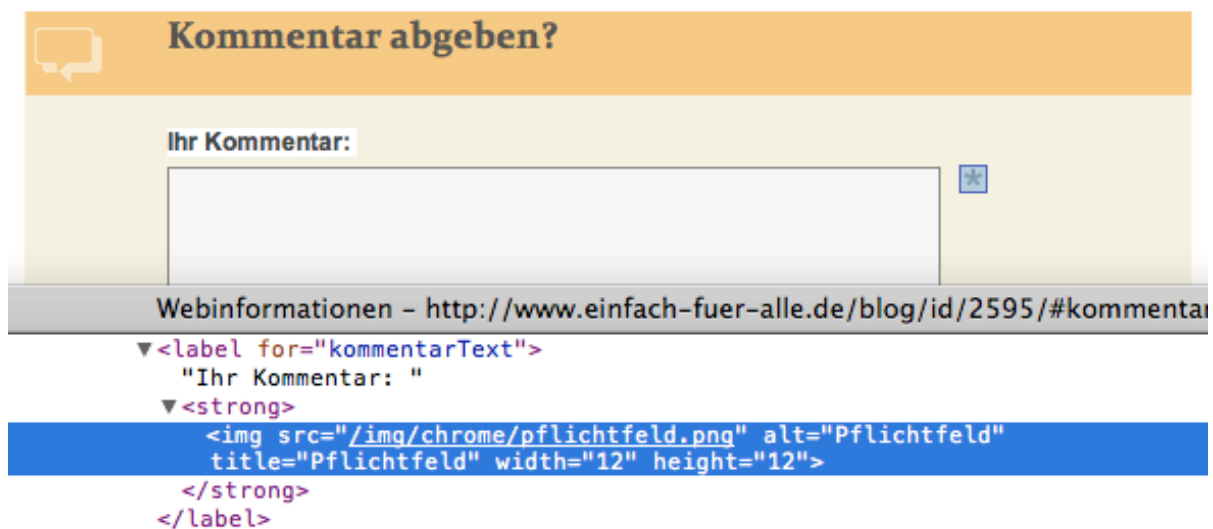 Kommentar abgeben?
Ihr Kommentar:
*
Webinformationen – http://www.einfach-fuer-alle.de/blog/id/2595/#kommentar
▼<label for="kommentarText">
"Ihr Kommentar: "
▼<strong>
<img src="/img/chrome/pflichtfeld.png" alt="Pflichtfeld"
title="Pflichtfeld" width="12" height="12">
</strong>
</label>